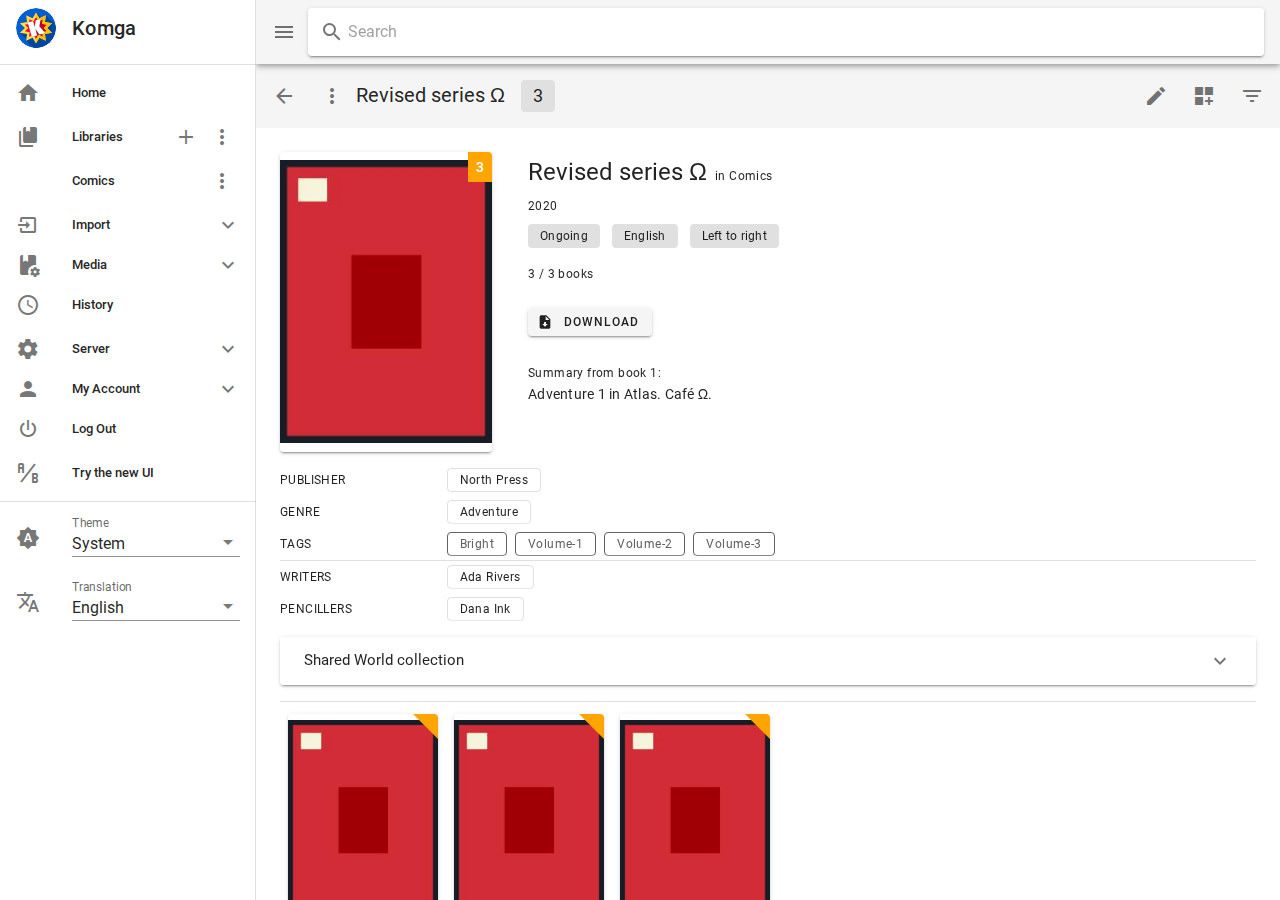 Komga
Search
Home
Libraries
Comics
Import
Media
History
Server
My Account
Log Out
Try the new UI
Theme
System
Translation
English
Revised series Ω 3
3
Revised series Ω in Comics
2020
Ongoing English Left to right
3 / 3 books
DOWNLOAD
Summary from book 1:
Adventure 1 in Atlas. Café Ω.
PUBLISHER North Press
GENRE Adventure
TAGS Bright Volume-1 Volume-2 Volume-3
WRITERS Ada Rivers
PENCILLERS Dana Ink
Shared World collection